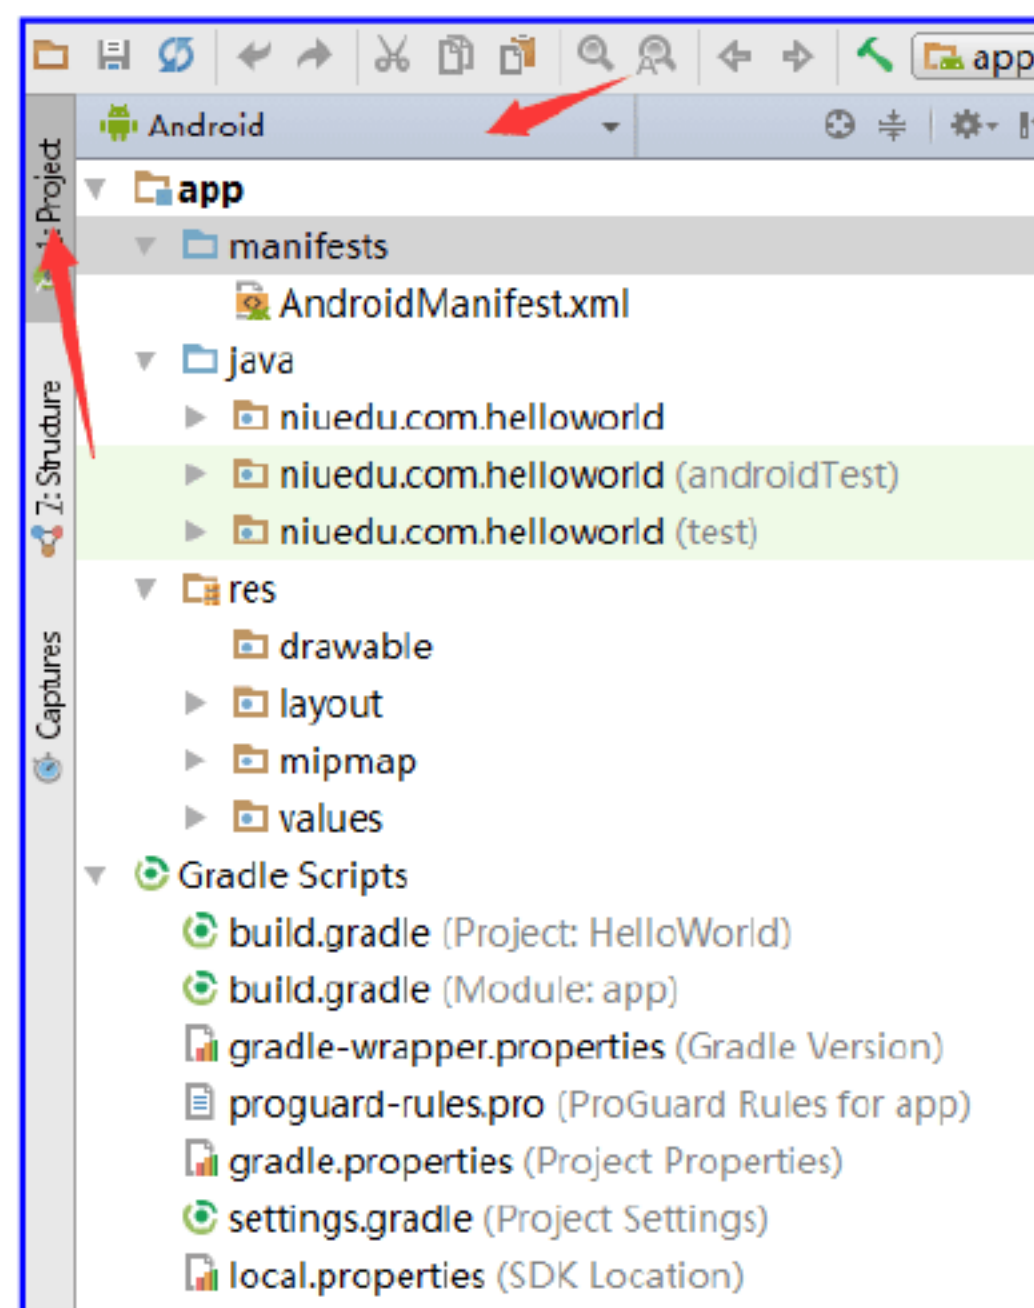 app
Android
1: Project
7: Structure
Captures
app
manifests
AndroidManifest.xml
java
niuedu.com.helloworld
niuedu.com.helloworld (androidTest)
niuedu.com.helloworld (test)
res
drawable
layout
mipmap
values
Gradle Scripts
build.gradle (Project: HelloWorld)
build.gradle (Module: app)
gradle-wrapper.properties (Gradle Version)
proguard-rules.pro (ProGuard Rules for app)
gradle.properties (Project Properties)
settings.gradle (Project Settings)
local.properties (SDK Location)